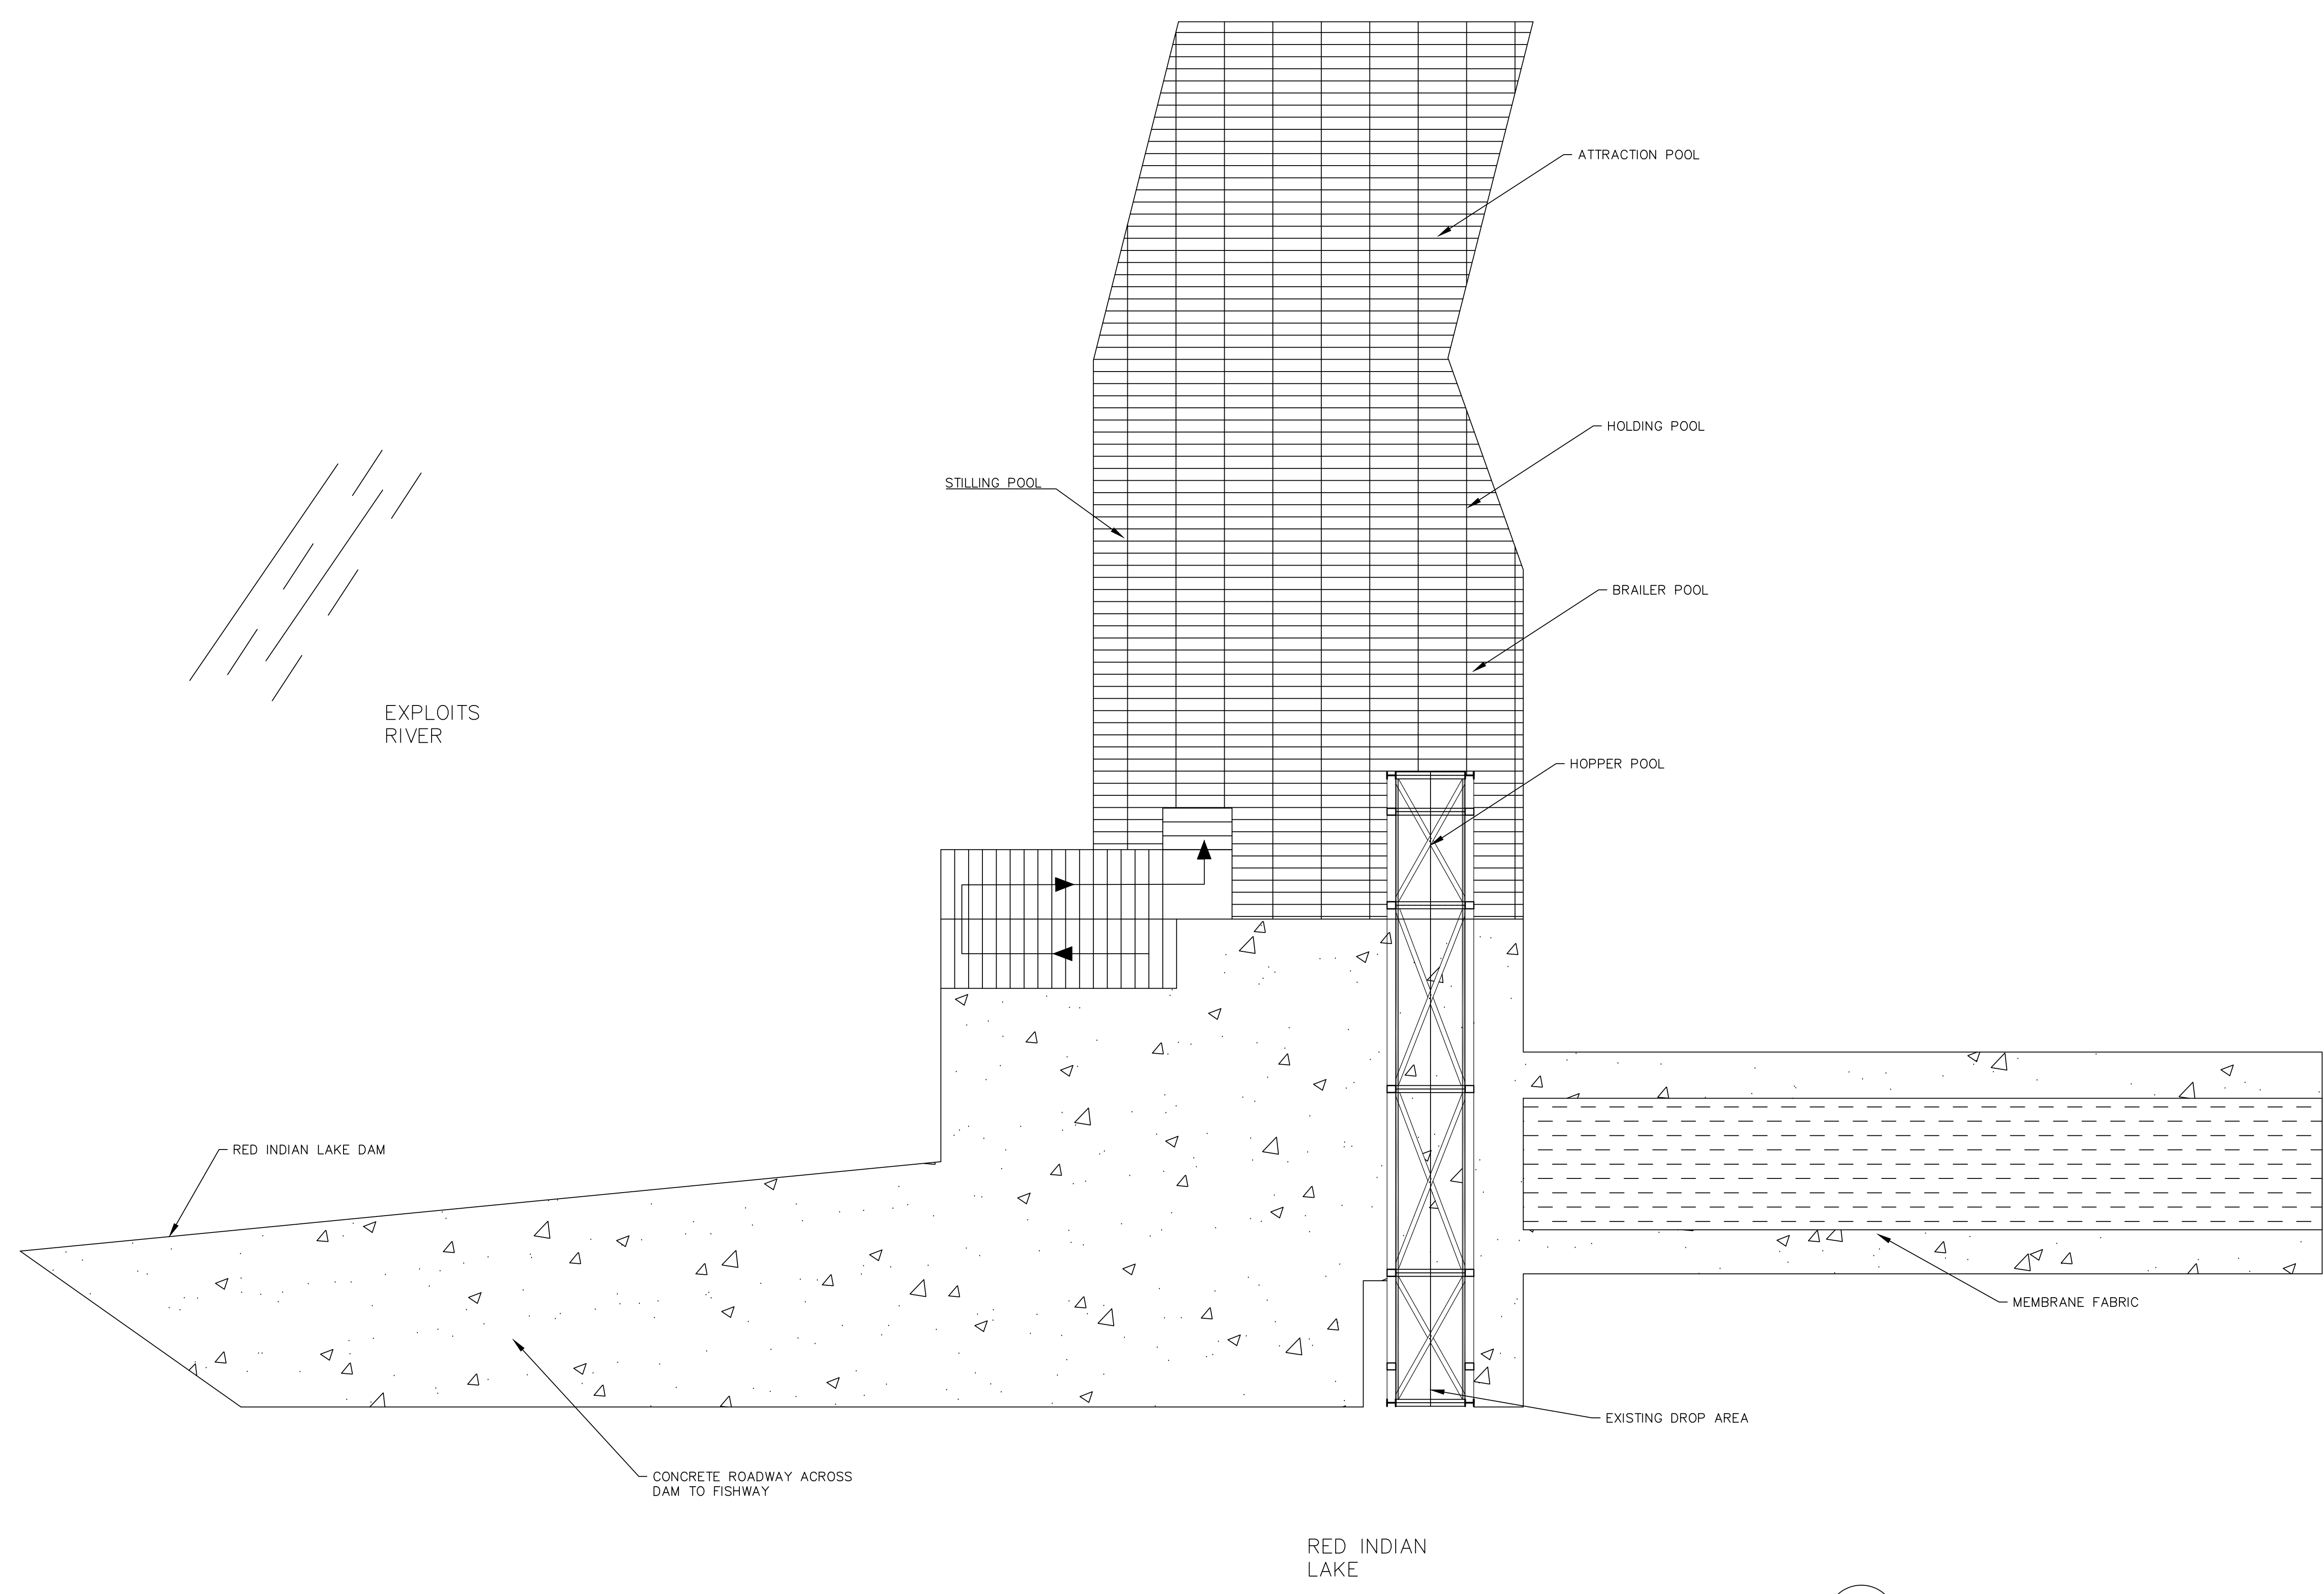 ATTRACTION POOL
HOLDING POOL
STILLING POOL
BRAILER POOL
EXPLOITS
RIVER
HOPPER POOL
RED INDIAN LAKE DAM
MEMBRANE FABRIC
EXISTING DROP AREA
CONCRETE ROADWAY ACROSS
DAM TO FISHWAY
RED INDIAN
LAKE